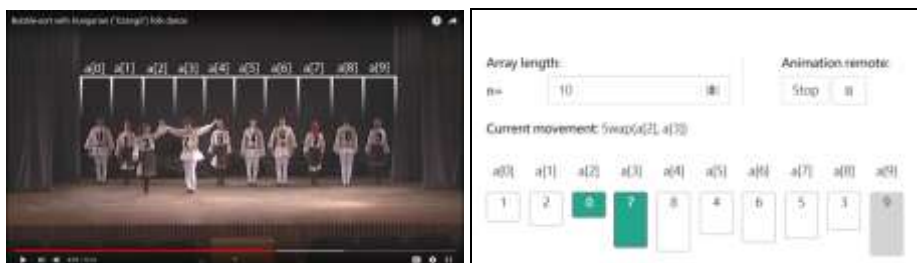 Bubble-sort with Hungarian ("Csángó") folk dance
a[0] a[1] a[2] a[3] a[4] a[5] a[6] a[7] a[8] a[9]
Array length:
n=
10
Animation remote:
Stop
Current movement: Swap(a[2], a[3])
a[0] a[1] a[2] a[3] a[4] a[5] a[6] a[7] a[8] a[9]
1 2 0 7 8 4 6 5 3 9